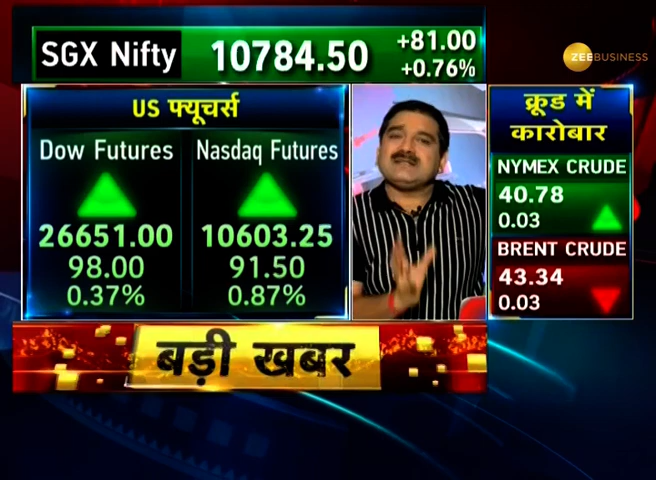 SGX Nifty
10784.50
+81.00
+0.76%
ZEEBUSINESS
US फ्यूचर्स
Dow Futures
26651.00
98.00
0.37%
Nasdaq Futures
10603.25
91.50
0.87%
क्रूड में
कारोबार
NYMEX CRUDE
40.78
0.03
BRENT CRUDE
43.34
0.03
बड़ी खबर